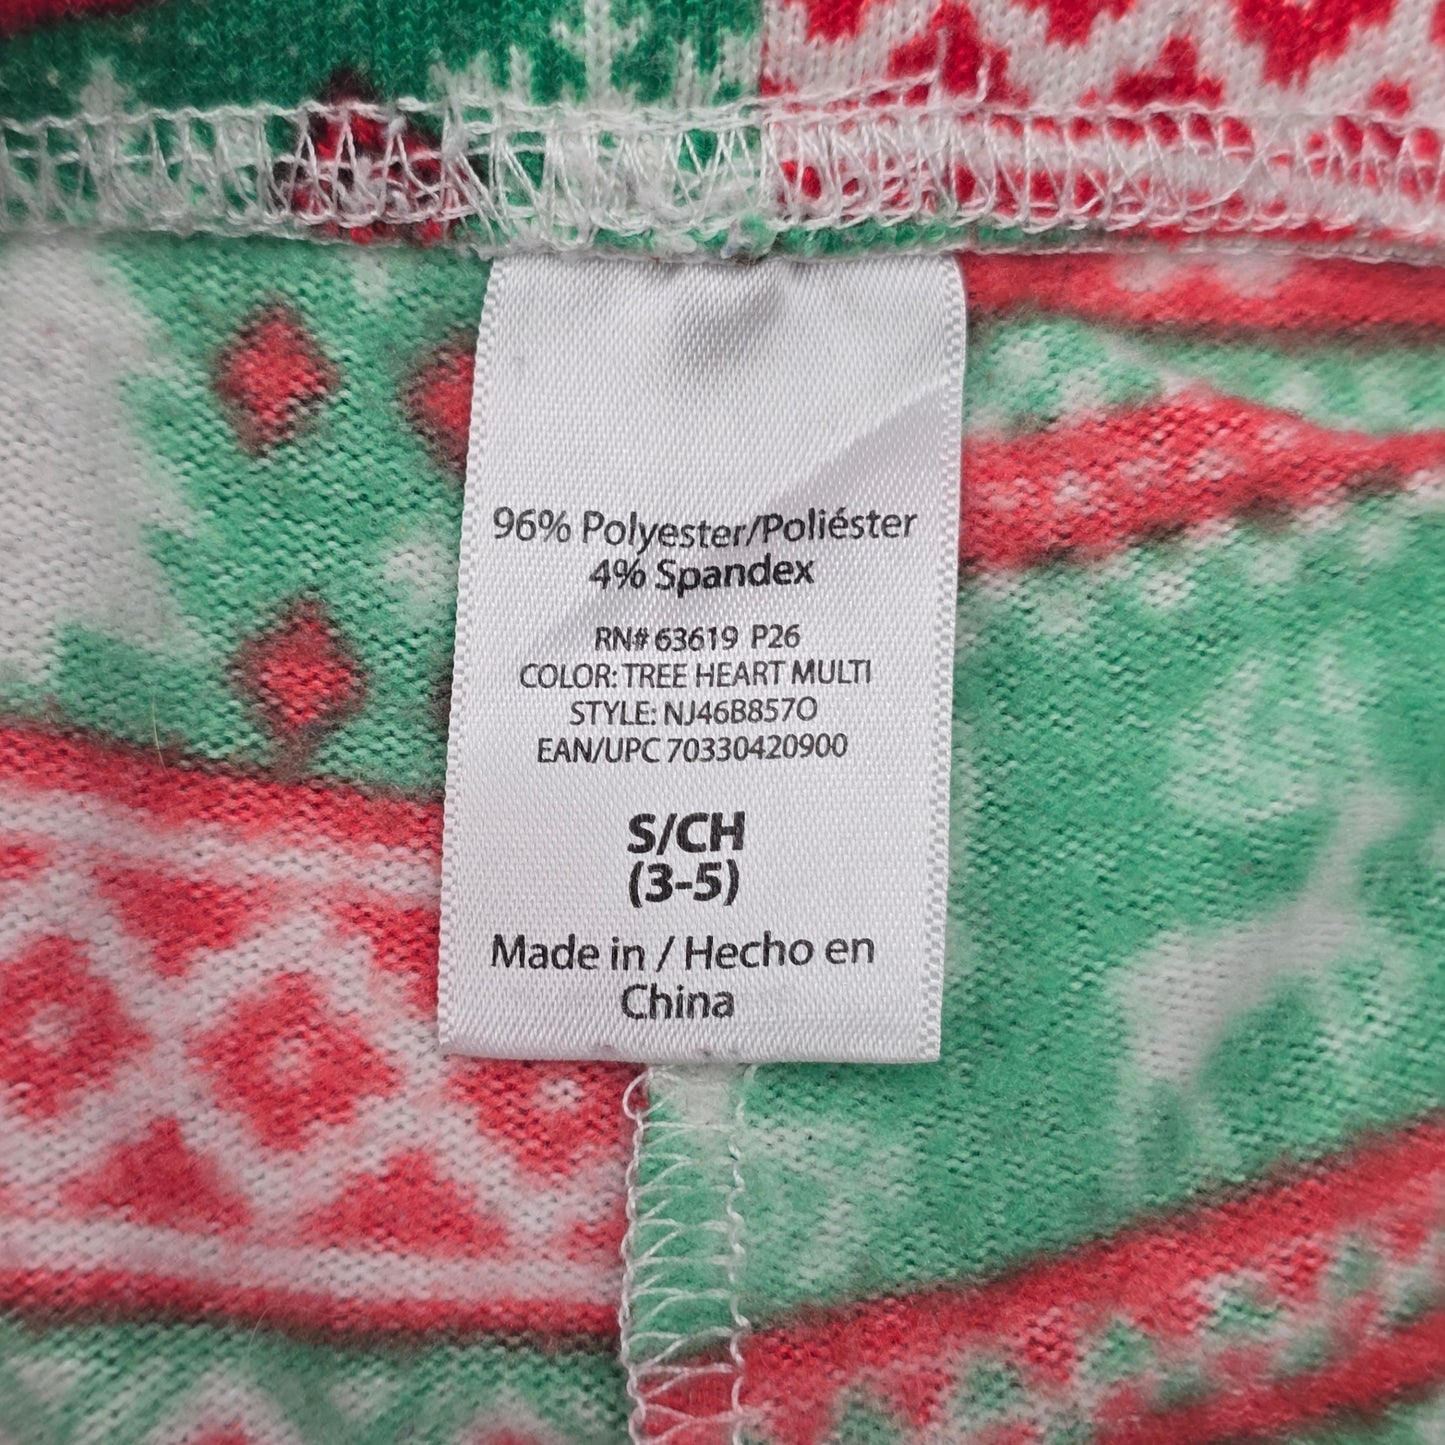 96% Polyester/Poliéster
4% Spandex
RN# 63619 P26
COLOR: TREE HEART MULTI
STYLE: NJ46B857O
EAN/UPC 70330420900
S/CH
(3-5)
Made in / Hecho en
China